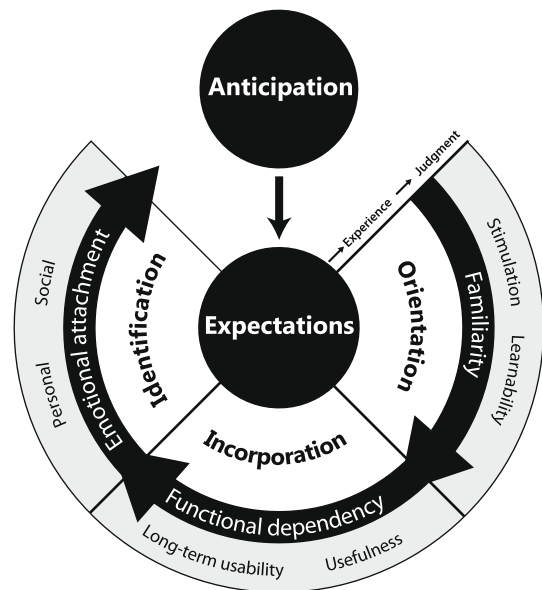 Anticipation
Expectations
Experience
Judgment
Orientation
Familiarity
Stimulation
Learnability
Incorporation
Functional dependency
Long-term usability
Usefulness
Identification
Emotional attachment
Social
Personal